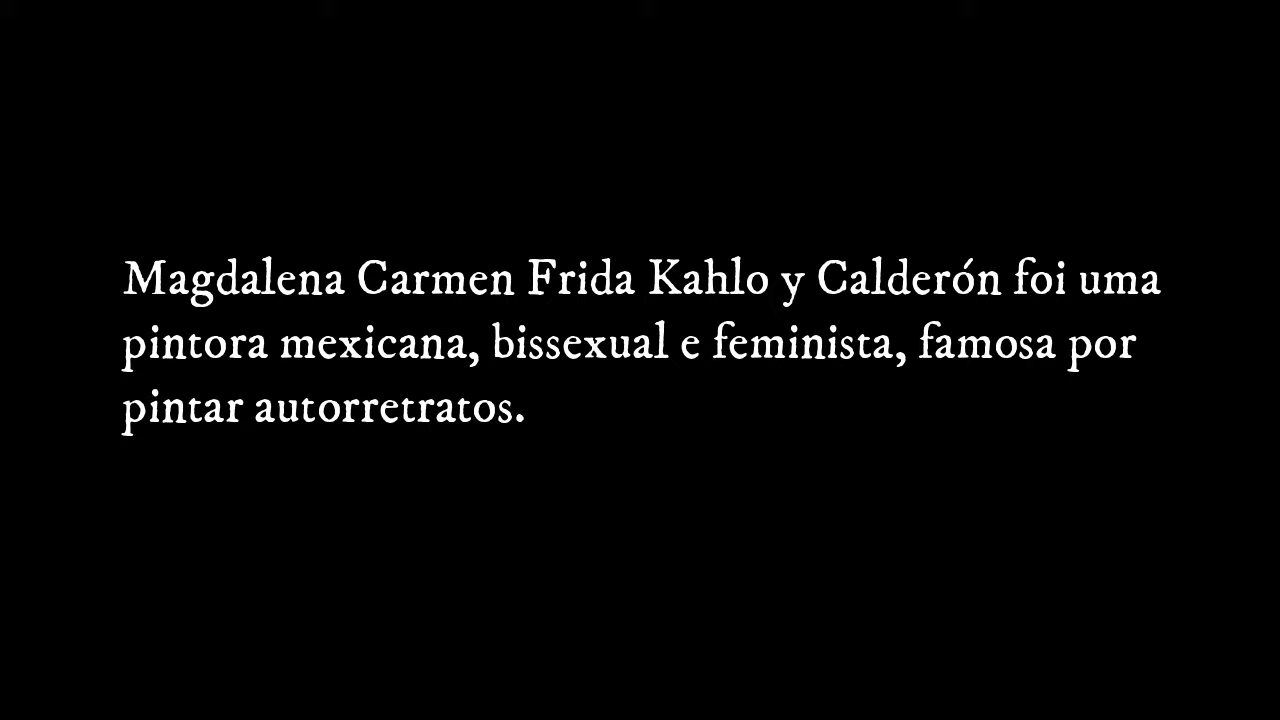 Magdalena Carmen Frida Kahlo y Calderón foi uma
pintora mexicana, bissexual e feminista, famosa por
pintar autorretratos.